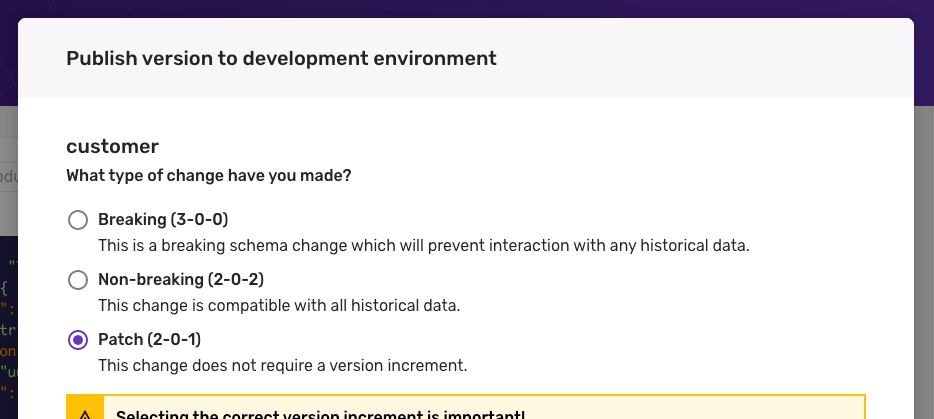 Publish version to development environment
customer
What type of change have you made?
Breaking (3-0-0)
This is a breaking schema change which will prevent interaction with any historical data.
Non-breaking (2-0-2)
This change is compatible with all historical data.
Patch (2-0-1)
This change does not require a version increment.
Selecting the correct version increment is important!